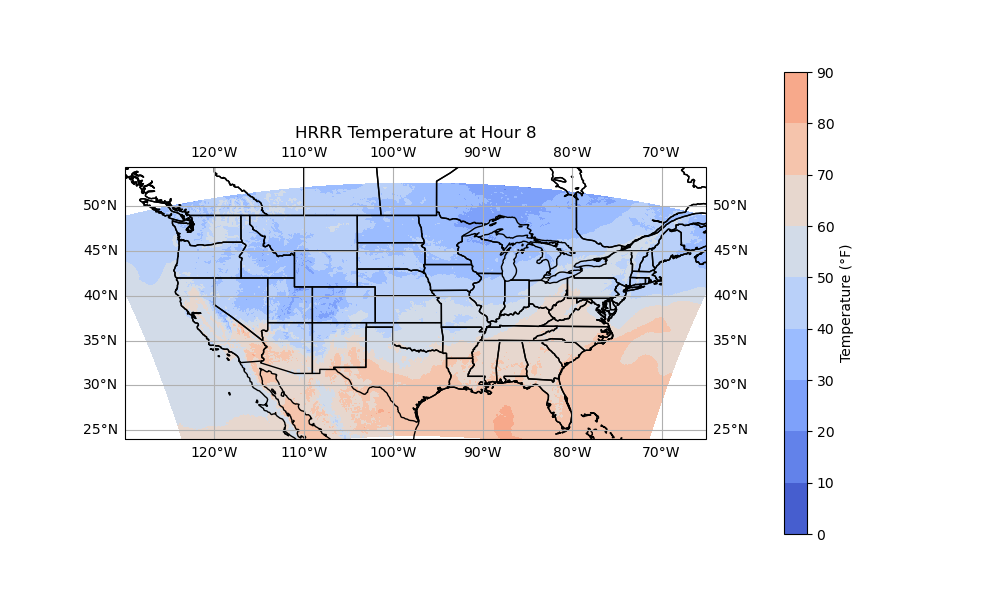 HRRR Temperature at Hour 8
120°W 110°W 100°W 90°W 80°W 70°W
50°N 50°N
45°N 45°N
40°N 40°N
35°N 35°N
30°N 30°N
25°N 25°N
120°W 110°W 100°W 90°W 80°W 70°W
90
80
70
60
50
40
30
20
10
0
Temperature (°F)